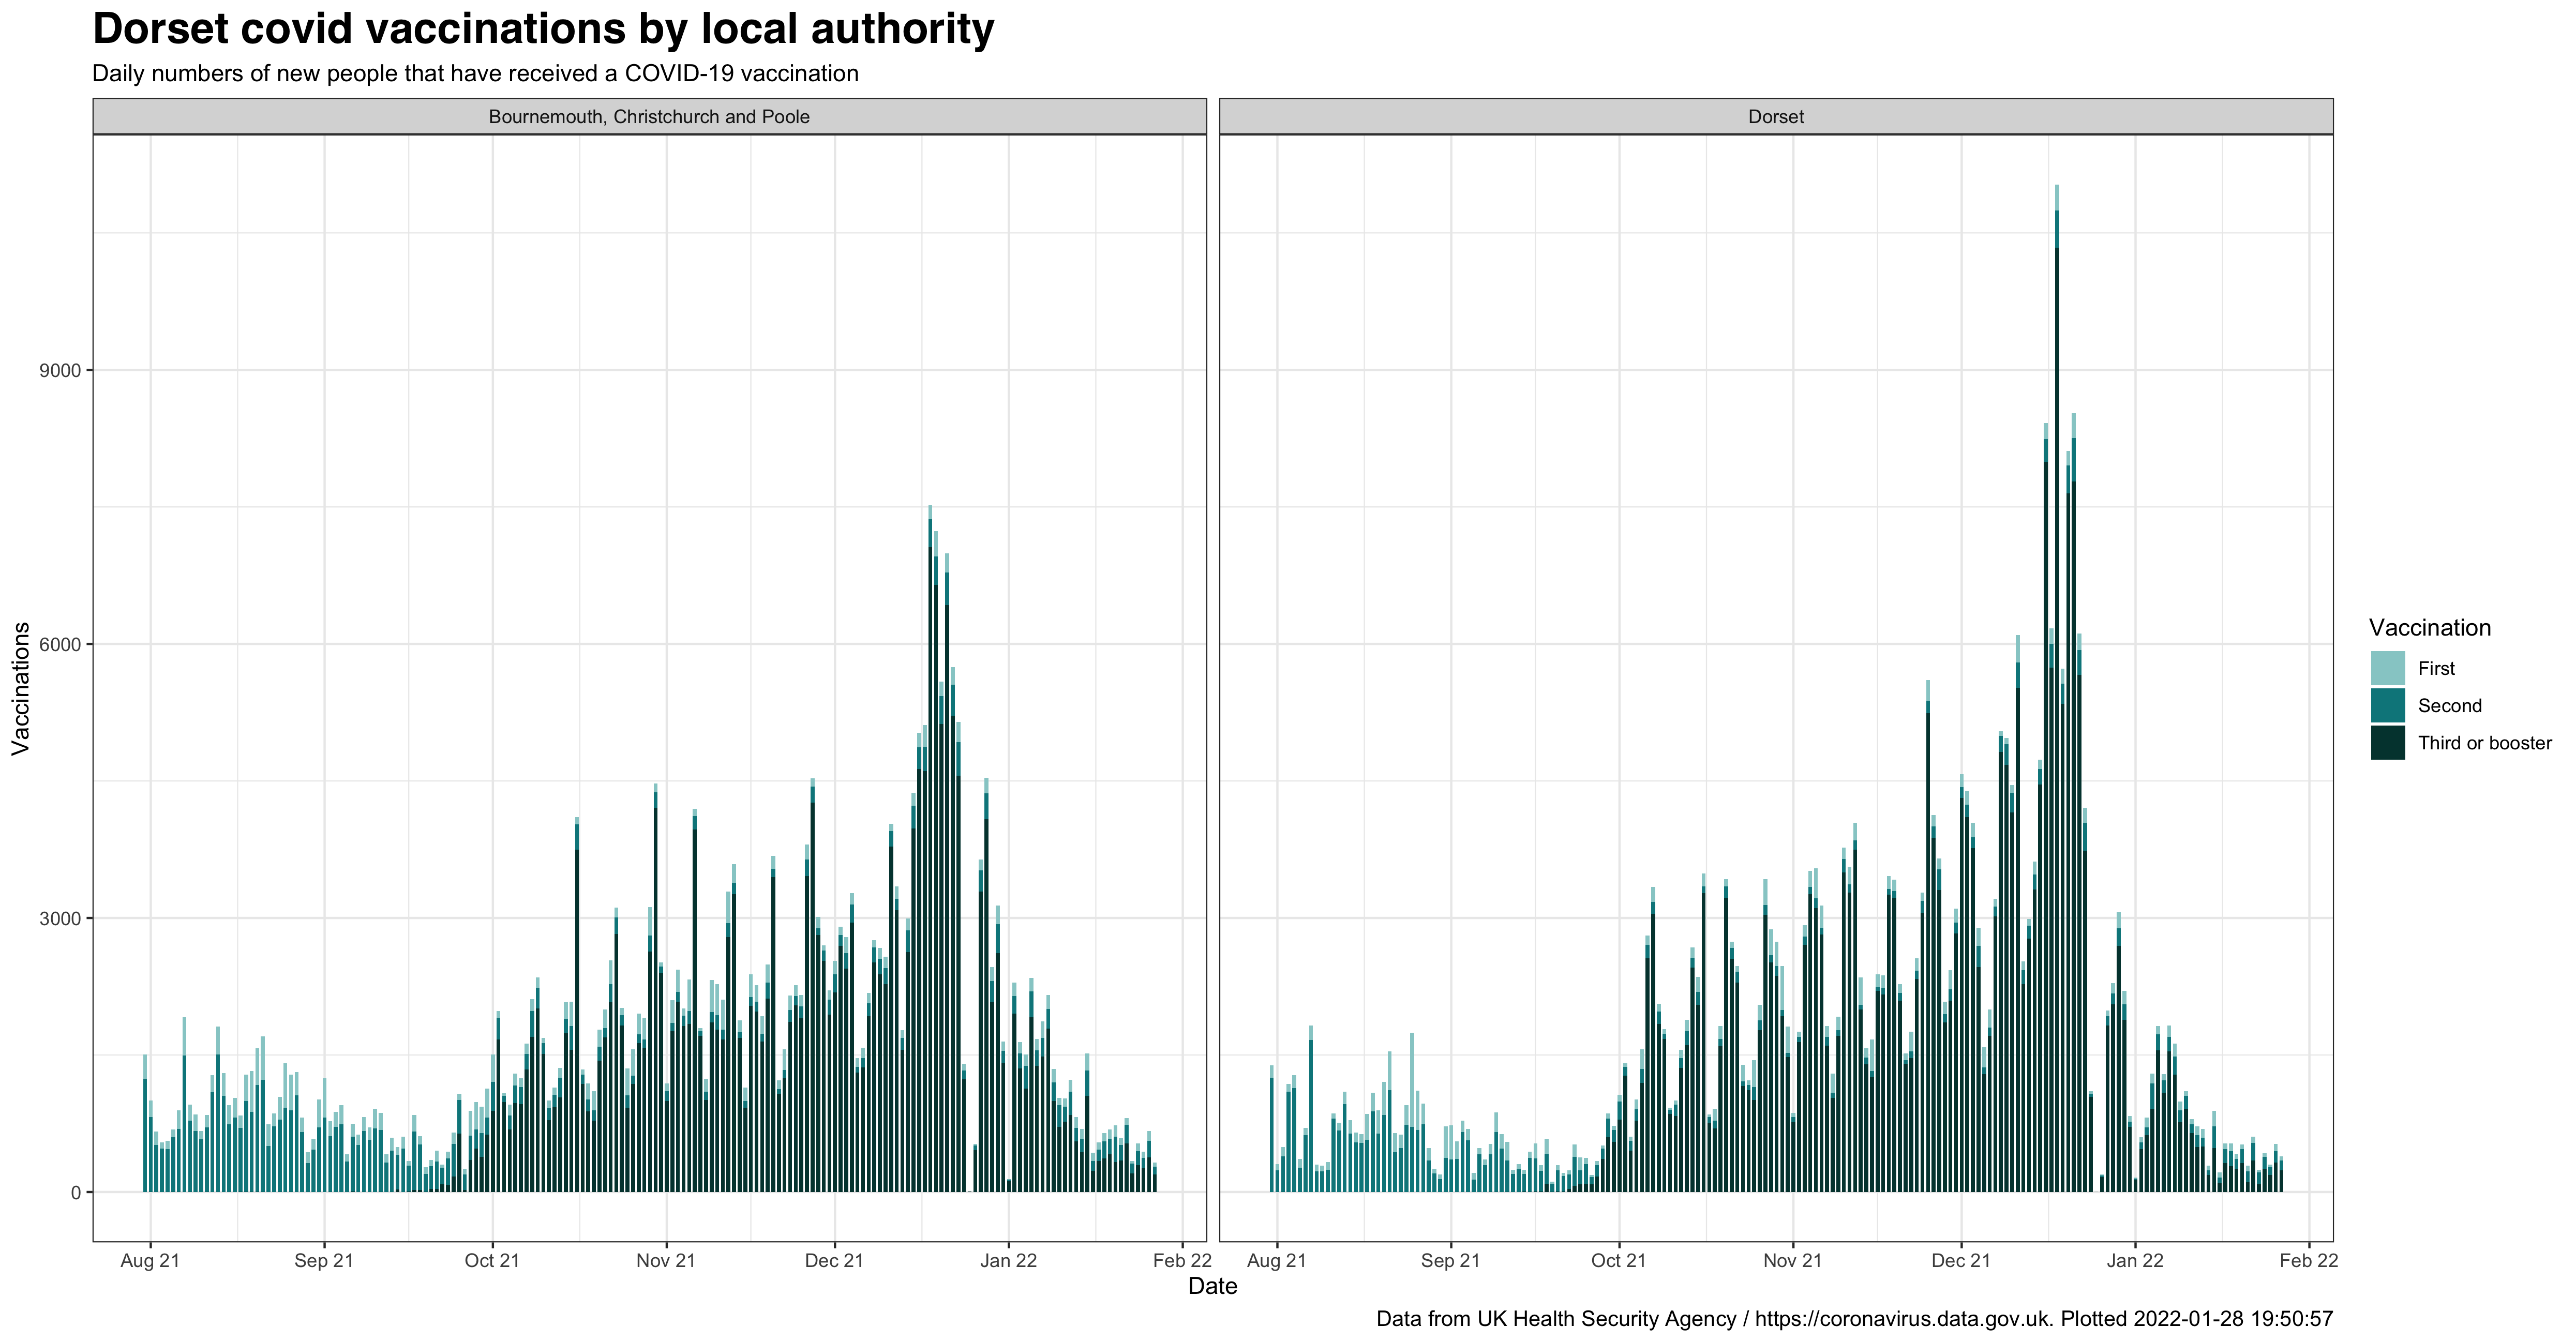 Dorset covid vaccinations by local authority
Daily numbers of new people that have received a COVID-19 vaccination
Bournemouth, Christchurch and Poole
Dorset
Vaccinations
9000
6000
3000
0
Aug 21 Sep 21 Oct 21 Nov 21 Dec 21 Jan 22 Feb 22
Aug 21 Sep 21 Oct 21 Nov 21 Dec 21 Jan 22 Feb 22
Date
Vaccination
First
Second
Third or booster
Data from UK Health Security Agency / https://coronavirus.data.gov.uk. Plotted 2022-01-28 19:50:57